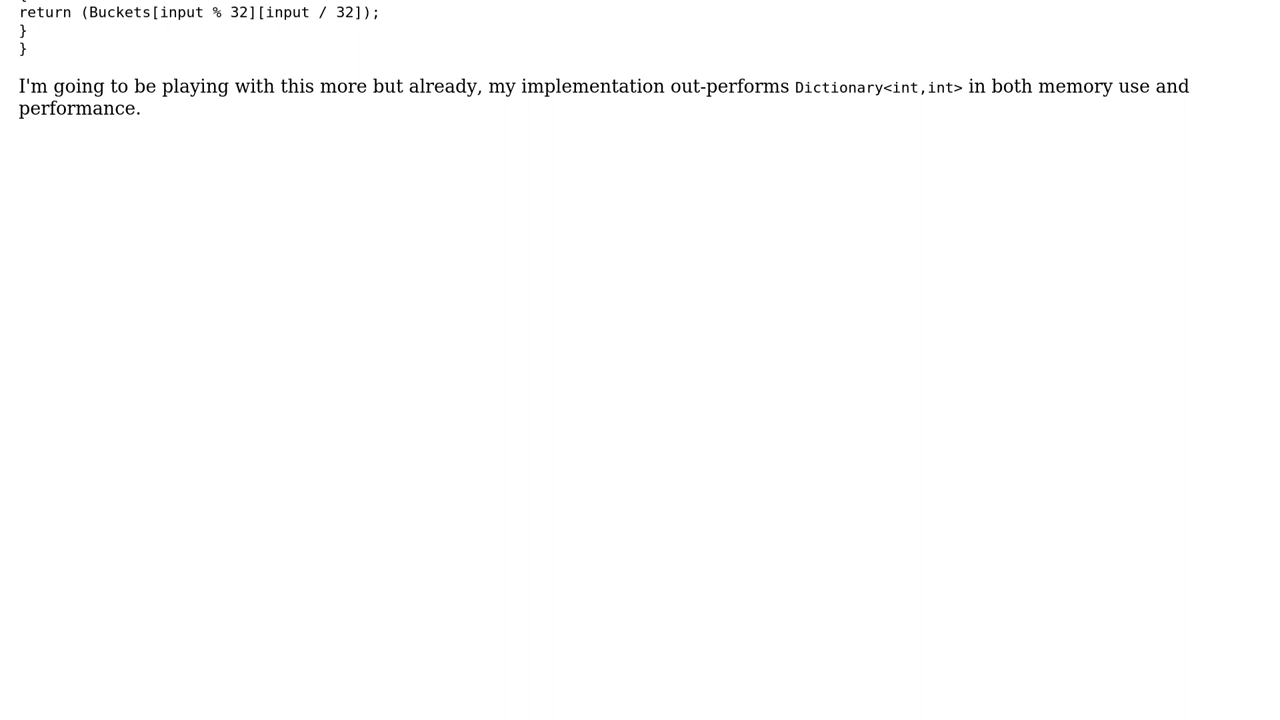 return (Buckets[input % 32][input / 32]);
}
}
I'm going to be playing with this more but already, my implementation out-performs Dictionary<int,int> in both memory use and
performance.